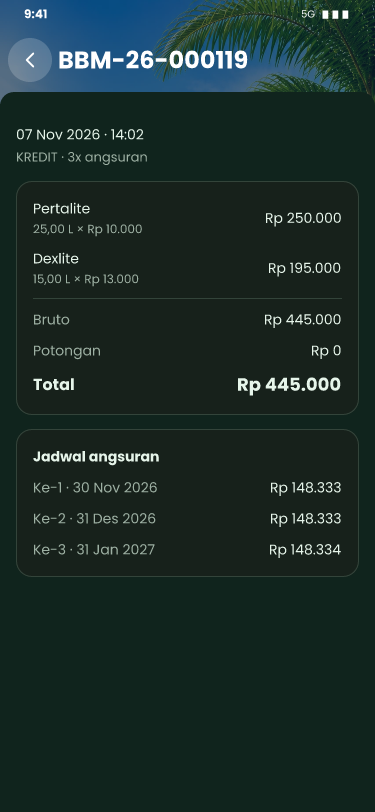 9:41
5G
BBM-26-000119
07 Nov 2026 · 14:02
KREDIT · 3x angsuran
Pertalite
Rp 250.000
25,00 L × Rp 10.000
Dexlite
Rp 195.000
15,00 L × Rp 13.000
Bruto Rp 445.000
Potongan Rp 0
Total Rp 445.000
Jadwal angsuran
Ke-1 · 30 Nov 2026 Rp 148.333
Ke-2 · 31 Des 2026 Rp 148.333
Ke-3 · 31 Jan 2027 Rp 148.334